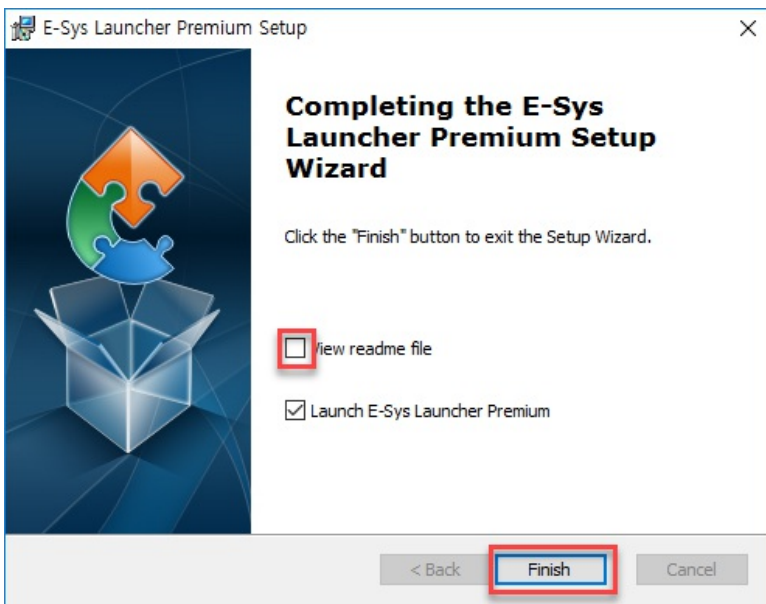 E-Sys Launcher Premium Setup
Completing the E-Sys
Launcher Premium Setup
Wizard
Click the "Finish" button to exit the Setup Wizard.
View readme file
Launch E-Sys Launcher Premium
< Back
Finish
Cancel